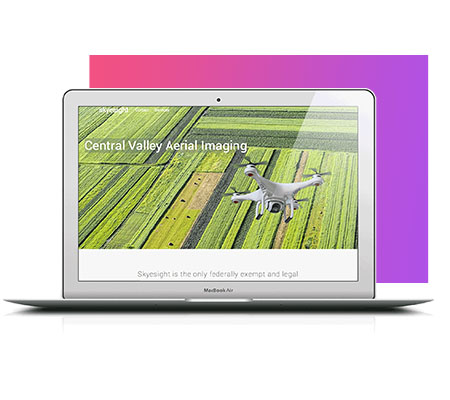 Skyesight
Central Valley Aerial Imaging
Skyesight is the only federally exempt and legal
MacBook Air